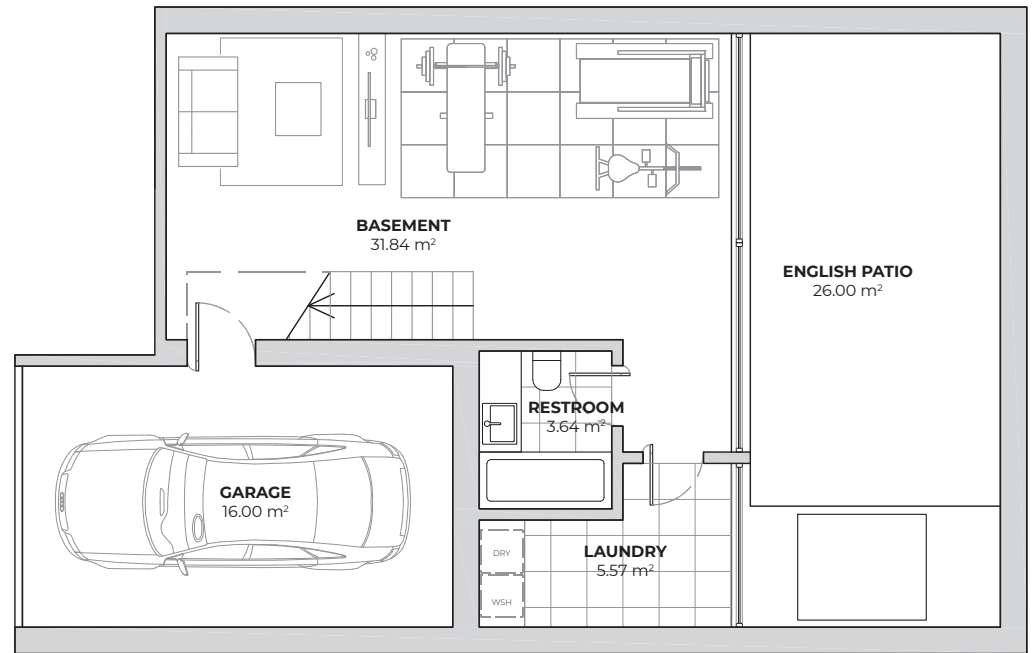 BASEMENT
31.84 m²
ENGLISH PATIO
26.00 m²
RESTROOM
3.64 m²
GARAGE
16.00 m²
LAUNDRY
5.57 m²
DRY
WSH